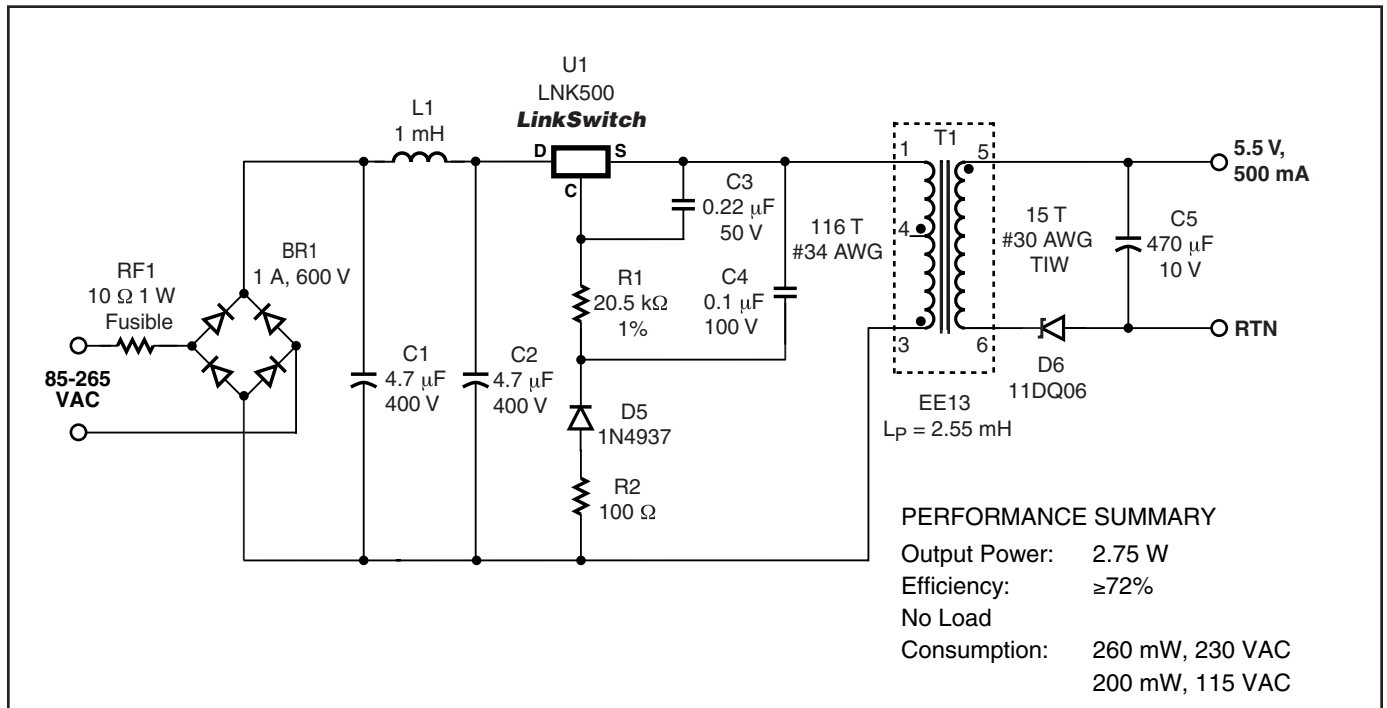 U1
LNK500
LinkSwitch
L1
1 mH
D
S
C
C3
0.22 µF
50 V
T1
1
5
4
3
6
5.5 V,
500 mA
116 T
#34 AWG
15 T
#30 AWG
TIW
C5
470 µF
10 V
BR1
1 A, 600 V
RF1
10 Ω 1 W
Fusible
R1
20.5 kΩ
1%
C4
0.1 µF
100 V
RTN
85-265
VAC
C1
4.7 µF
400 V
C2
4.7 µF
400 V
D5
1N4937
D6
11DQ06
EE13
LP = 2.55 mH
R2
100 Ω
PERFORMANCE SUMMARY
Output Power: 2.75 W
Efficiency: ≥72%
No Load
Consumption: 260 mW, 230 VAC
200 mW, 115 VAC